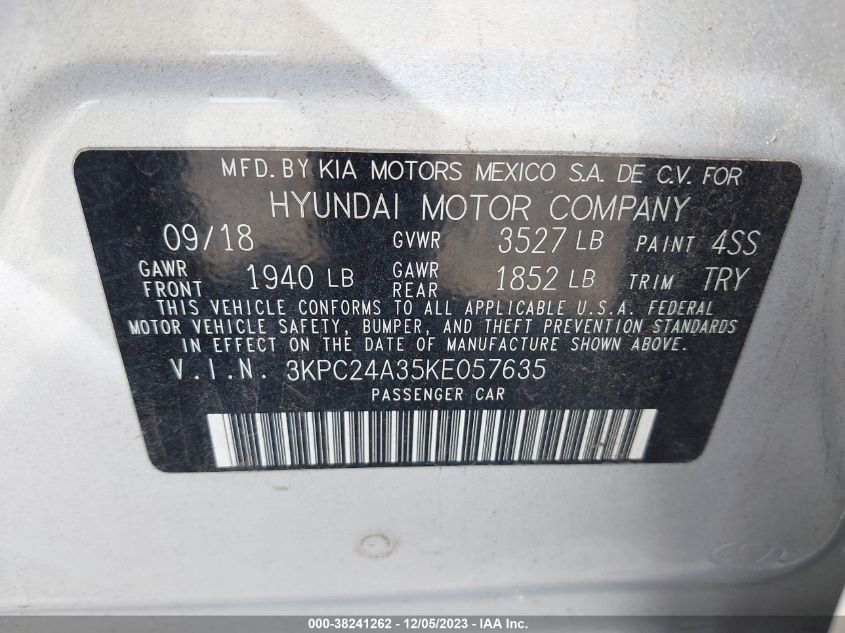 MFD. BY KIA MOTORS MEXICO S.A. DE C.V. FOR
HYUNDAI MOTOR COMPANY
09/18 GVWR 3527 LB PAINT 4SS
GAWR FRONT 1940 LB GAWR REAR 1852 LB TRIM TRY
THIS VEHICLE CONFORMS TO ALL APPLICABLE U.S.A. FEDERAL
MOTOR VEHICLE SAFETY, BUMPER, AND THEFT PREVENTION STANDARDS
IN EFFECT ON THE DATE OF MANUFACTURE SHOWN ABOVE.
V.I.N. 3KPC24A35KE057635
PASSENGER CAR
000-38241262 - 12/05/2023 - IAA Inc.